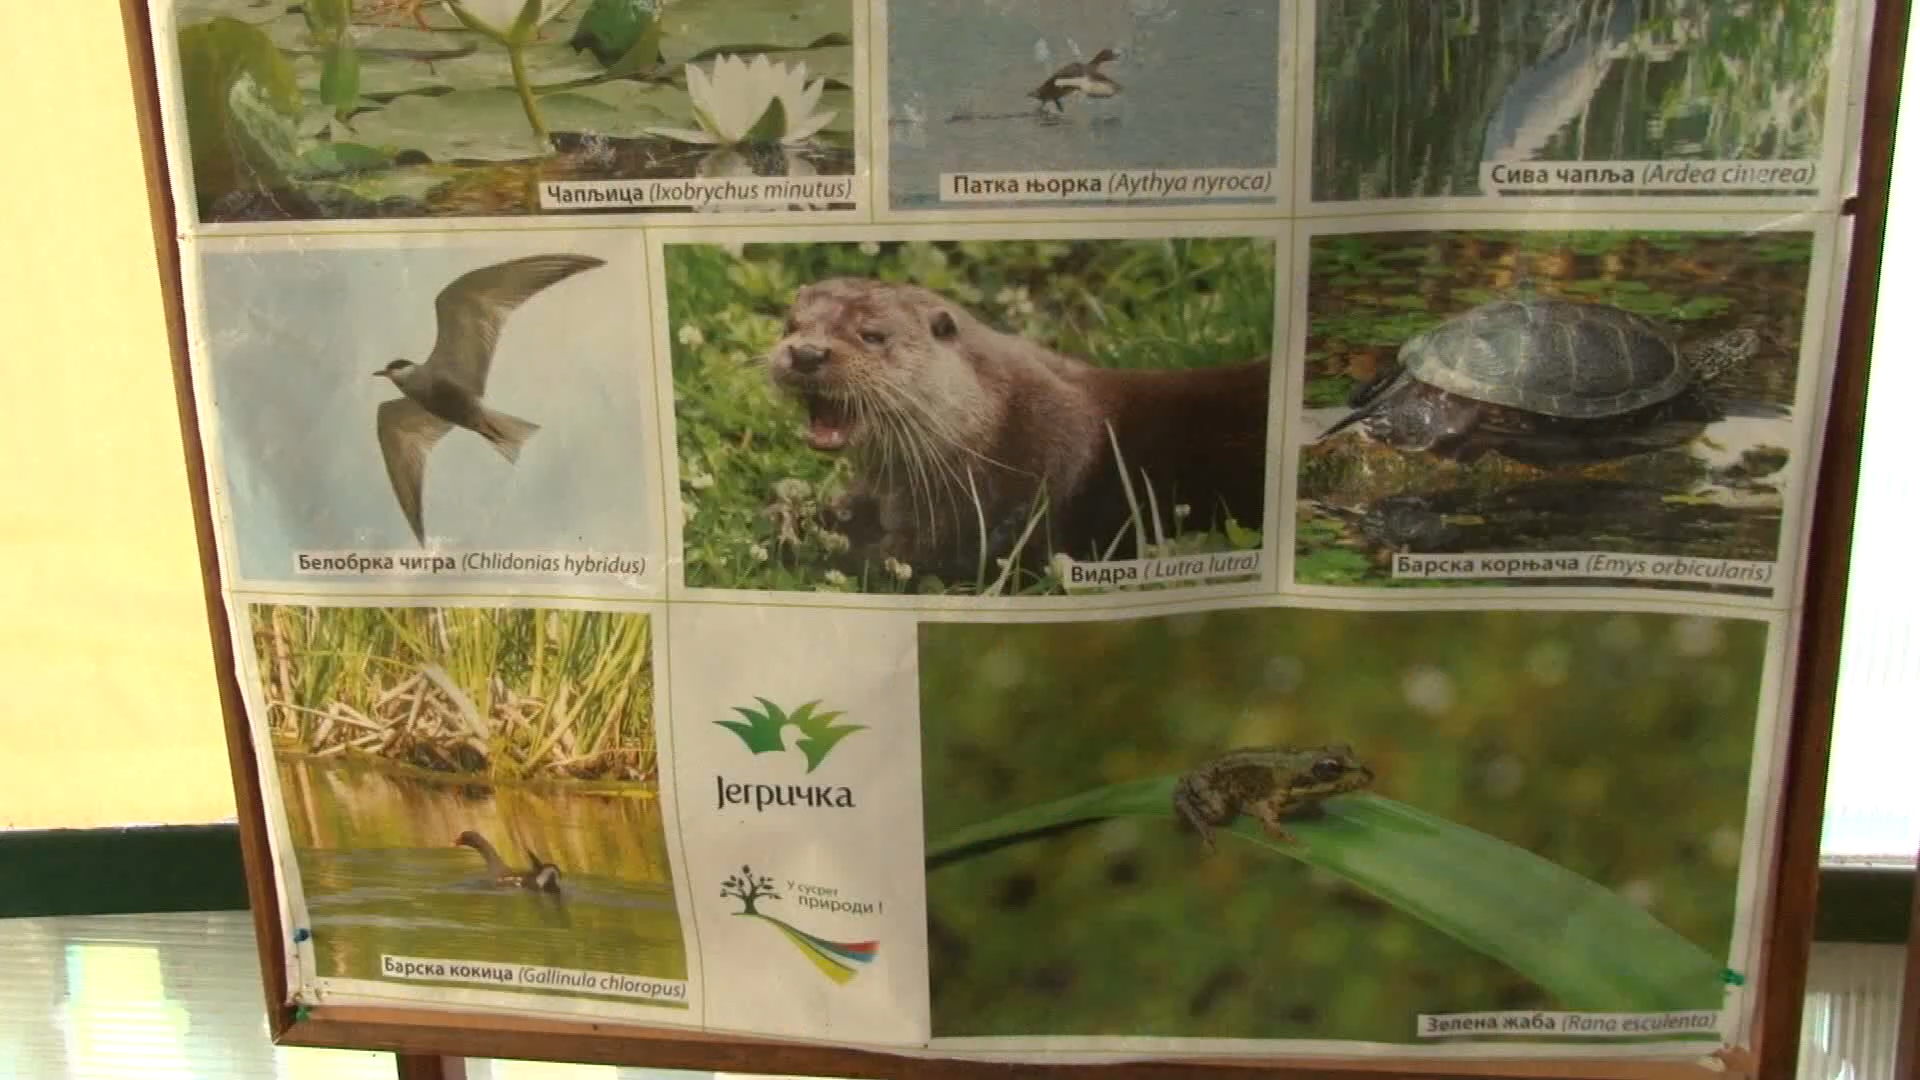 Чапљица (Ixobrychus minutus)
Патка њорка (Aythya nyroca)
Сива чапља (Ardea cinerea)
Белобрка чигра (Chlidonias hybridus)
Видра ( Lutra lutra)
Барска корњача (Emys orbicularis)
Јегричка
У сусрет
природи !
Барска кокица (Gallinula chloropus)
Зелена жаба (Rana esculenta)